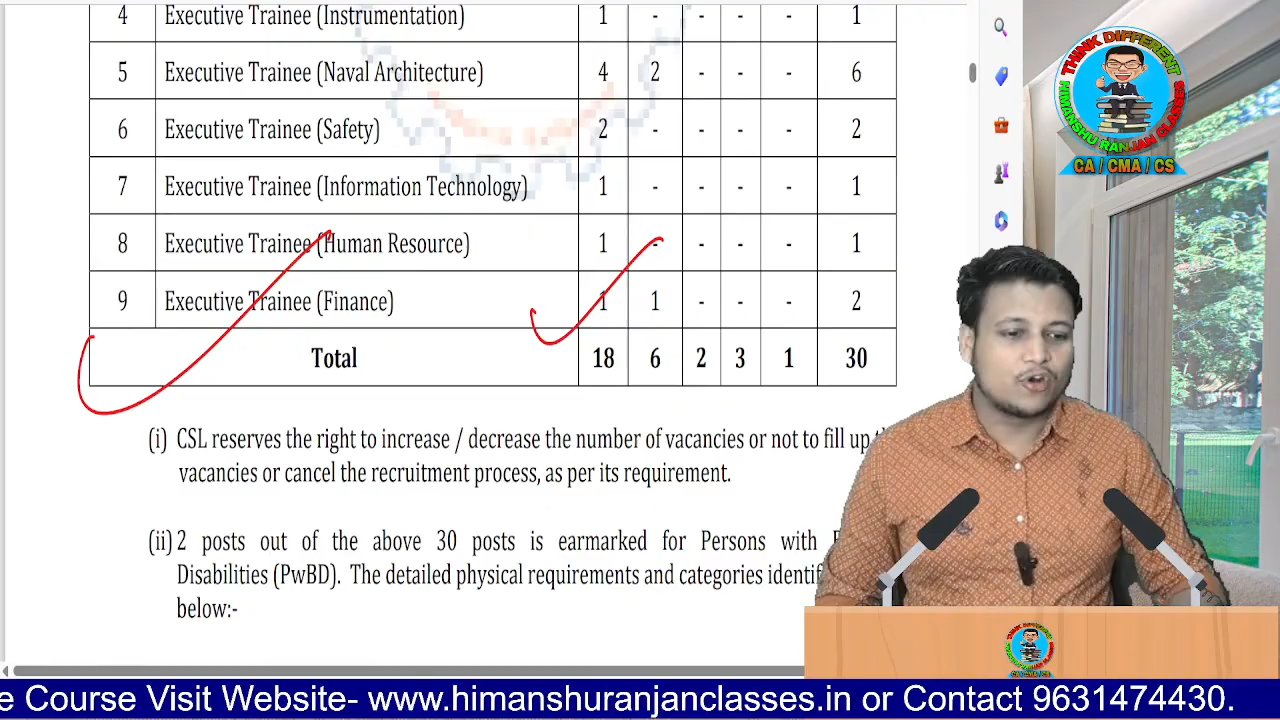 4 Executive Trainee (Instrumentation) 1 - - - - 1
5 Executive Trainee (Naval Architecture) 4 2 - - - 6
6 Executive Trainee (Safety) 2 - - - - 2
7 Executive Trainee (Information Technology) 1 - - - - 1
8 Executive Trainee (Human Resource) 1 - - - - 1
9 Executive Trainee (Finance) 1 1 - - - 2
Total 18 6 2 3 1 30
(i) CSL reserves the right to increase / decrease the number of vacancies or not to fill up
vacancies or cancel the recruitment process, as per its requirement.
(ii) 2 posts out of the above 30 posts is earmarked for Persons with
Disabilities (PwBD). The detailed physical requirements and categories
below:-
THINK DIFFERENT
HIMANSHU RANJAN CLASSES
CA / CMA / CS
Course Visit Website- www.himanshuranjanclasses.in or Contact 9631474430.